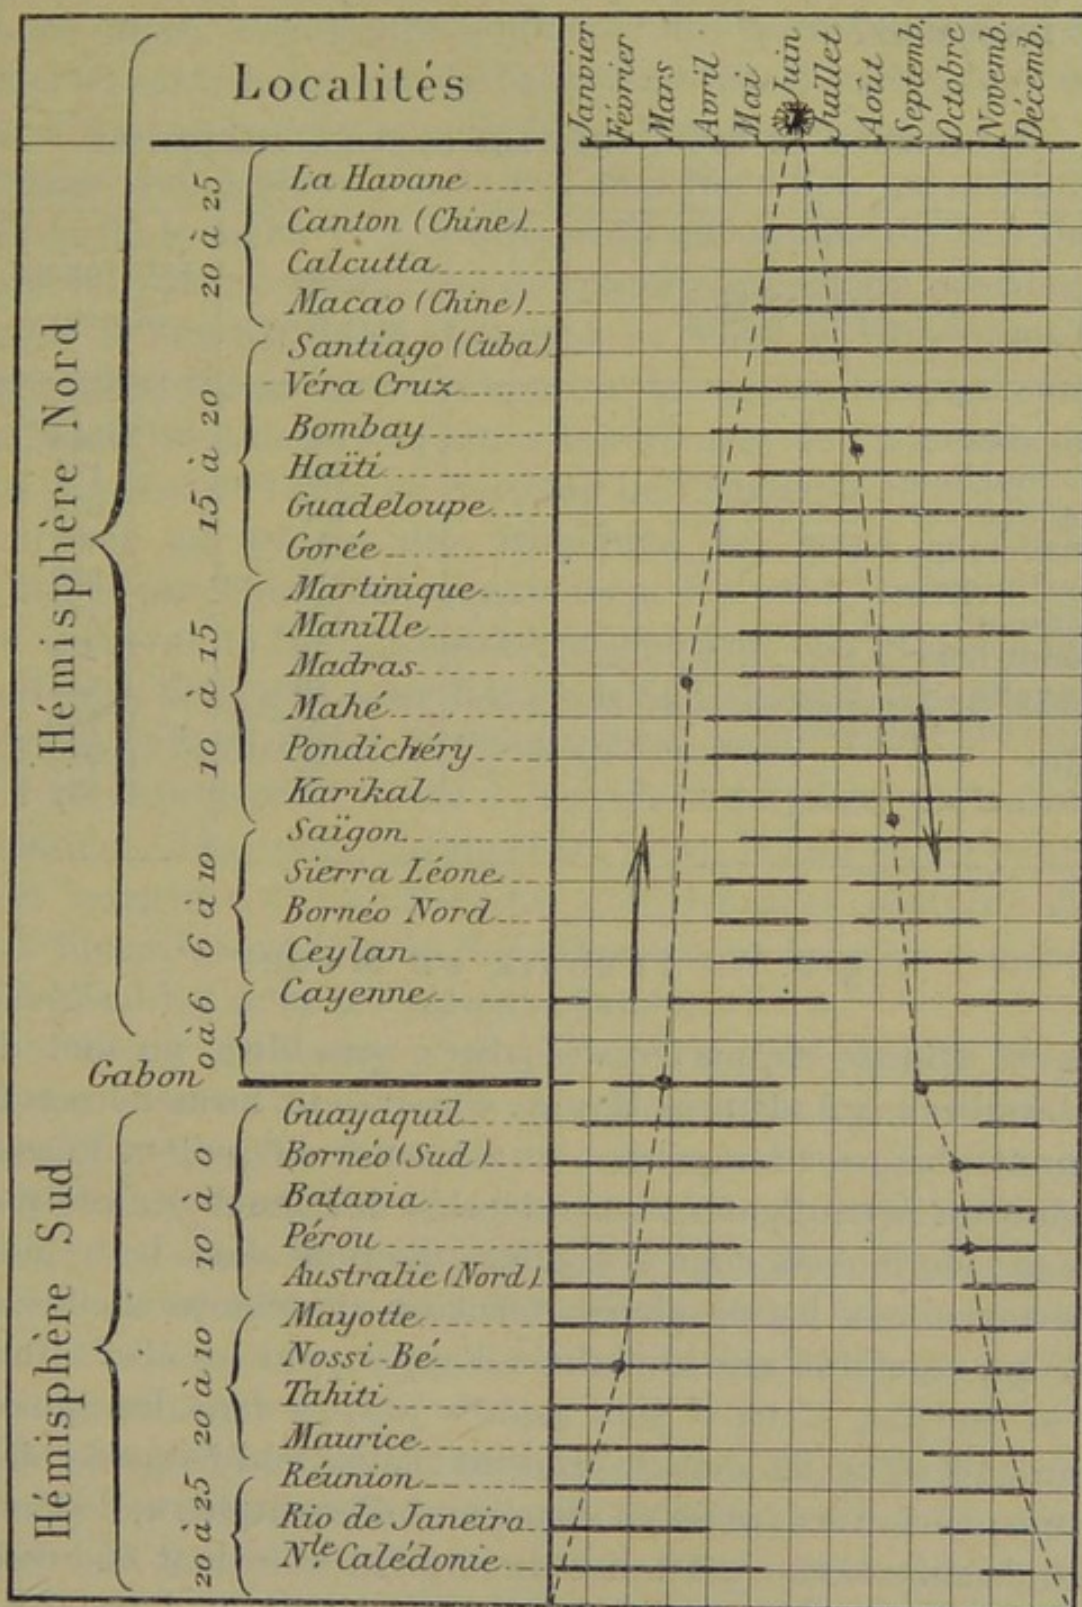 Localités
Janvier
Février
Mars
Avril
Mai
Juin
Juillet
Août
Septemb.
Octobre
Novemb.
Décemb.
Hémisphère Nord
20 à 25
La Havane
Canton (Chine)
Calcutta
Macao (Chine)
15 à 20
Santiago (Cuba)
Véra Cruz
Bombay
Haïti
Guadeloupe
Gorée
10 à 15
Martinique
Manille
Madras
Mahé
Pondichéry
Karikal
6 à 10
Saïgon
Sierra Léone
Bornéo Nord
Ceylan
0 à 6
Cayenne
Gabon
Hémisphère Sud
10 à 0
Guayaquil
Bornéo (Sud)
Batavia
Pérou
Australie (Nord)
20 à 10
Mayotte
Nossi-Bé
Tahiti
Maurice
20 à 25
Réunion
Rio de Janeiro
Nlle Calédonie